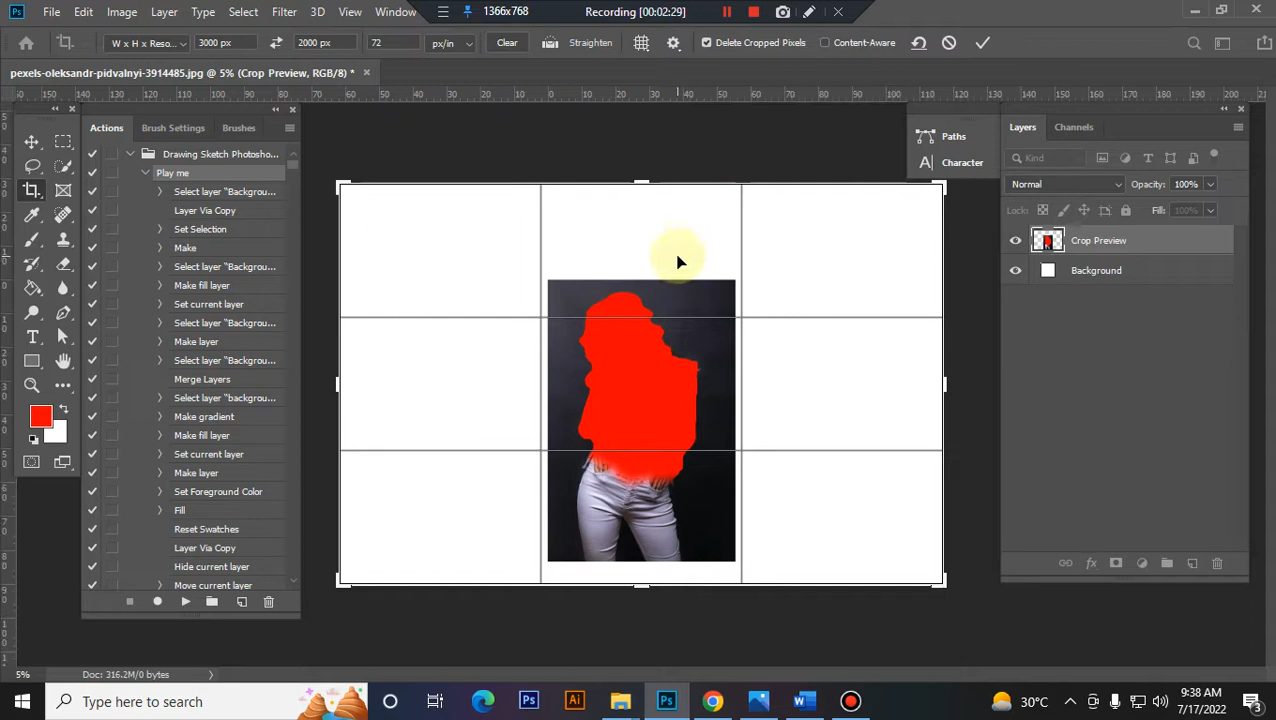 File Edit Image Layer Type Select Filter 3D View Window
1366x768 Recording [00:02:29]
W x H x Reso... 3000 px 2000 px 72 px/in Clear Straighten Delete Cropped Pixels Content-Aware
pexels-oleksandr-pidvalnyi-3914485.jpg @ 5% (Crop Preview, RGB/8) *
Actions Brush Settings Brushes
Drawing Sketch Photosho...
Play me
Select layer "Backgrou...
Layer Via Copy
Set Selection
Make
Select layer "Backgrou...
Make fill layer
Set current layer
Select layer "Backgrou...
Make layer
Select layer "Backgrou...
Merge Layers
Select layer "Backgrou...
Make gradient
Make fill layer
Set current layer
Make layer
Set Foreground Color
Fill
Reset Swatches
Layer Via Copy
Hide current layer
Move current layer
Paths
Character
Layers Channels
Kind
Normal Opacity: 100%
Locks: Fill: 100%
Crop Preview
Background
5% Doc: 316.2M/0 bytes
Type here to search
30°C
9:38 AM
7/17/2022
3